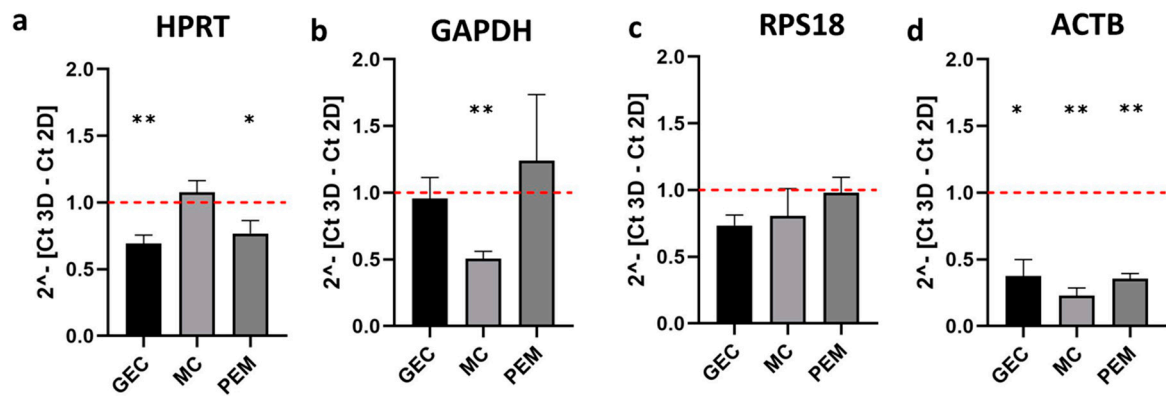 a HPRT
2^- [Ct 3D - Ct 2D]
2.0
1.5
1.0
0.5
0.0
** *
GEC MC PEM
b GAPDH
2^- [Ct 3D - Ct 2D]
2.0
1.5
1.0
0.5
0.0
**
GEC MC PEM
c RPS18
2^- [Ct 3D - Ct 2D]
2.0
1.5
1.0
0.5
0.0
GEC MC PEM
d ACTB
2^- [Ct 3D - Ct 2D]
2.0
1.5
1.0
0.5
0.0
* ** **
GEC MC PEM